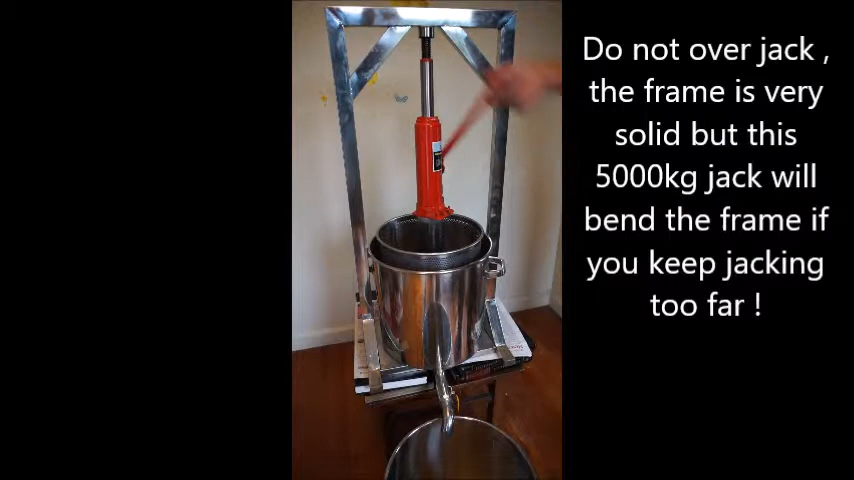 Do not over jack ,
the frame is very
solid but this
5000kg jack will
bend the frame if
you keep jacking
too far !